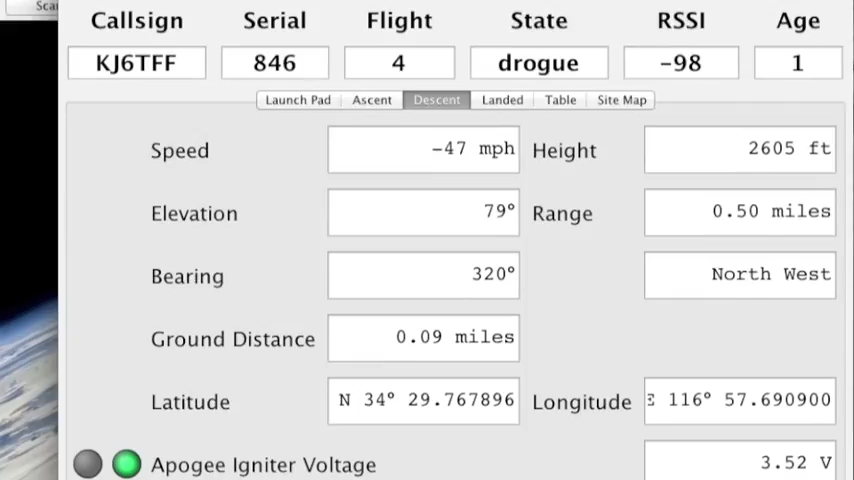 Callsign Serial Flight State RSSI Age
KJ6TFF 846 4 drogue -98 1
Launch Pad Ascent Descent Landed Table Site Map
Speed -47 mph Height 2605 ft
Elevation 79° Range 0.50 miles
Bearing 320° North West
Ground Distance 0.09 miles
Latitude N 34° 29.767896 Longitude 116° 57.690900
Apogee Igniter Voltage 3.52 V